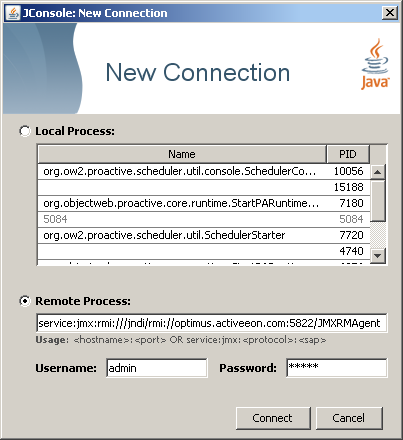 JConsole: New Connection
New Connection
Java
Local Process:
Name PID
org.ow2.proactive.scheduler.util.console.SchedulerCo... 10056
15188
org.objectweb.proactive.core.runtime.StartPARuntime... 7180
5084 5084
org.ow2.proactive.scheduler.util.SchedulerStarter 7720
4740
Remote Process:
service:jmx:rmi:///jndi/rmi://optimus.activeeon.com:5822/JMXRMAgent
Usage: <hostname>:<port> OR service:jmx:<protocol>:<sap>
Username: admin Password: *****
Connect Cancel